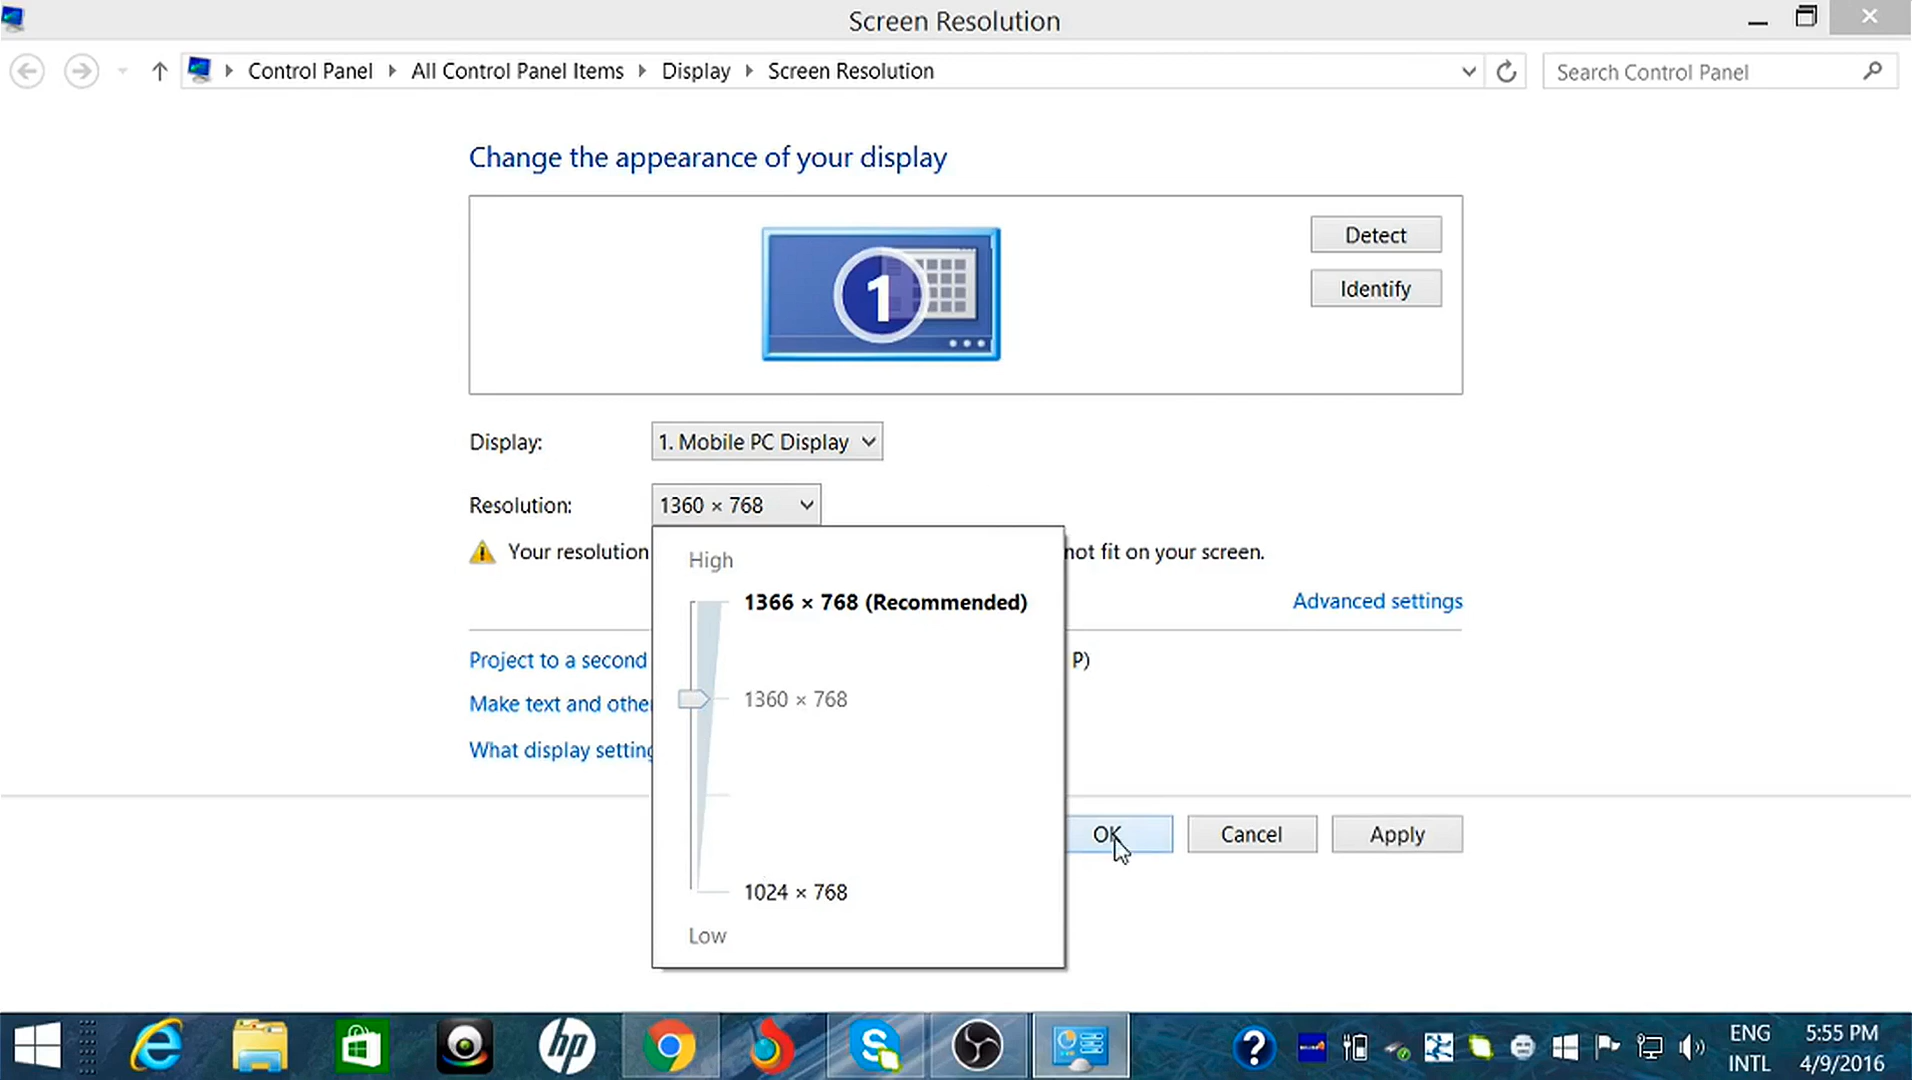 Screen Resolution
Control Panel All Control Panel Items Display Screen Resolution
Search Control Panel
Change the appearance of your display
1
Detect
Identify
Display: 1. Mobile PC Display
Resolution: 1360 × 768
Your resolution not fit on your screen.
High
1366 × 768 (Recommended)
Advanced settings
Project to a second P)
Make text and othe
1360 × 768
What display setting
OK Cancel Apply
1024 × 768
Low
hp
S
?
ENG 5:55 PM
INTL 4/9/2016